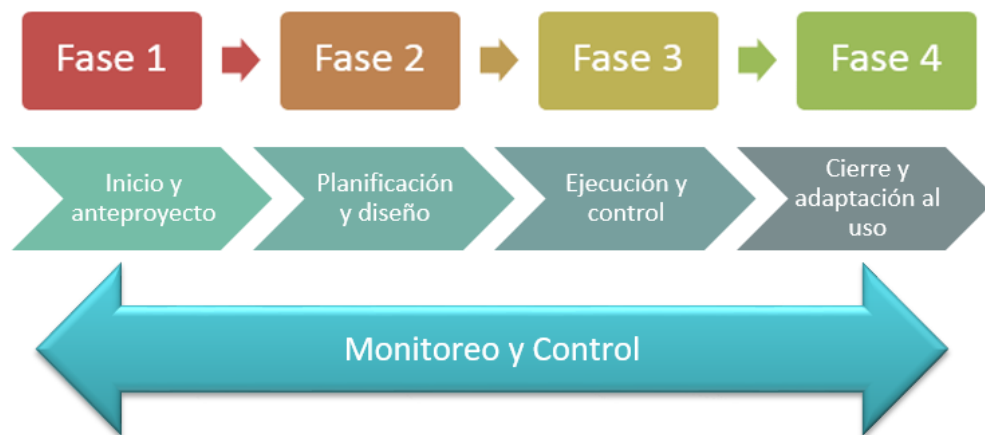 Fase 1
Fase 2
Fase 3
Fase 4
Inicio y
anteproyecto
Planificación
y diseño
Ejecución y
control
Cierre y
adaptación al
uso
Monitoreo y Control